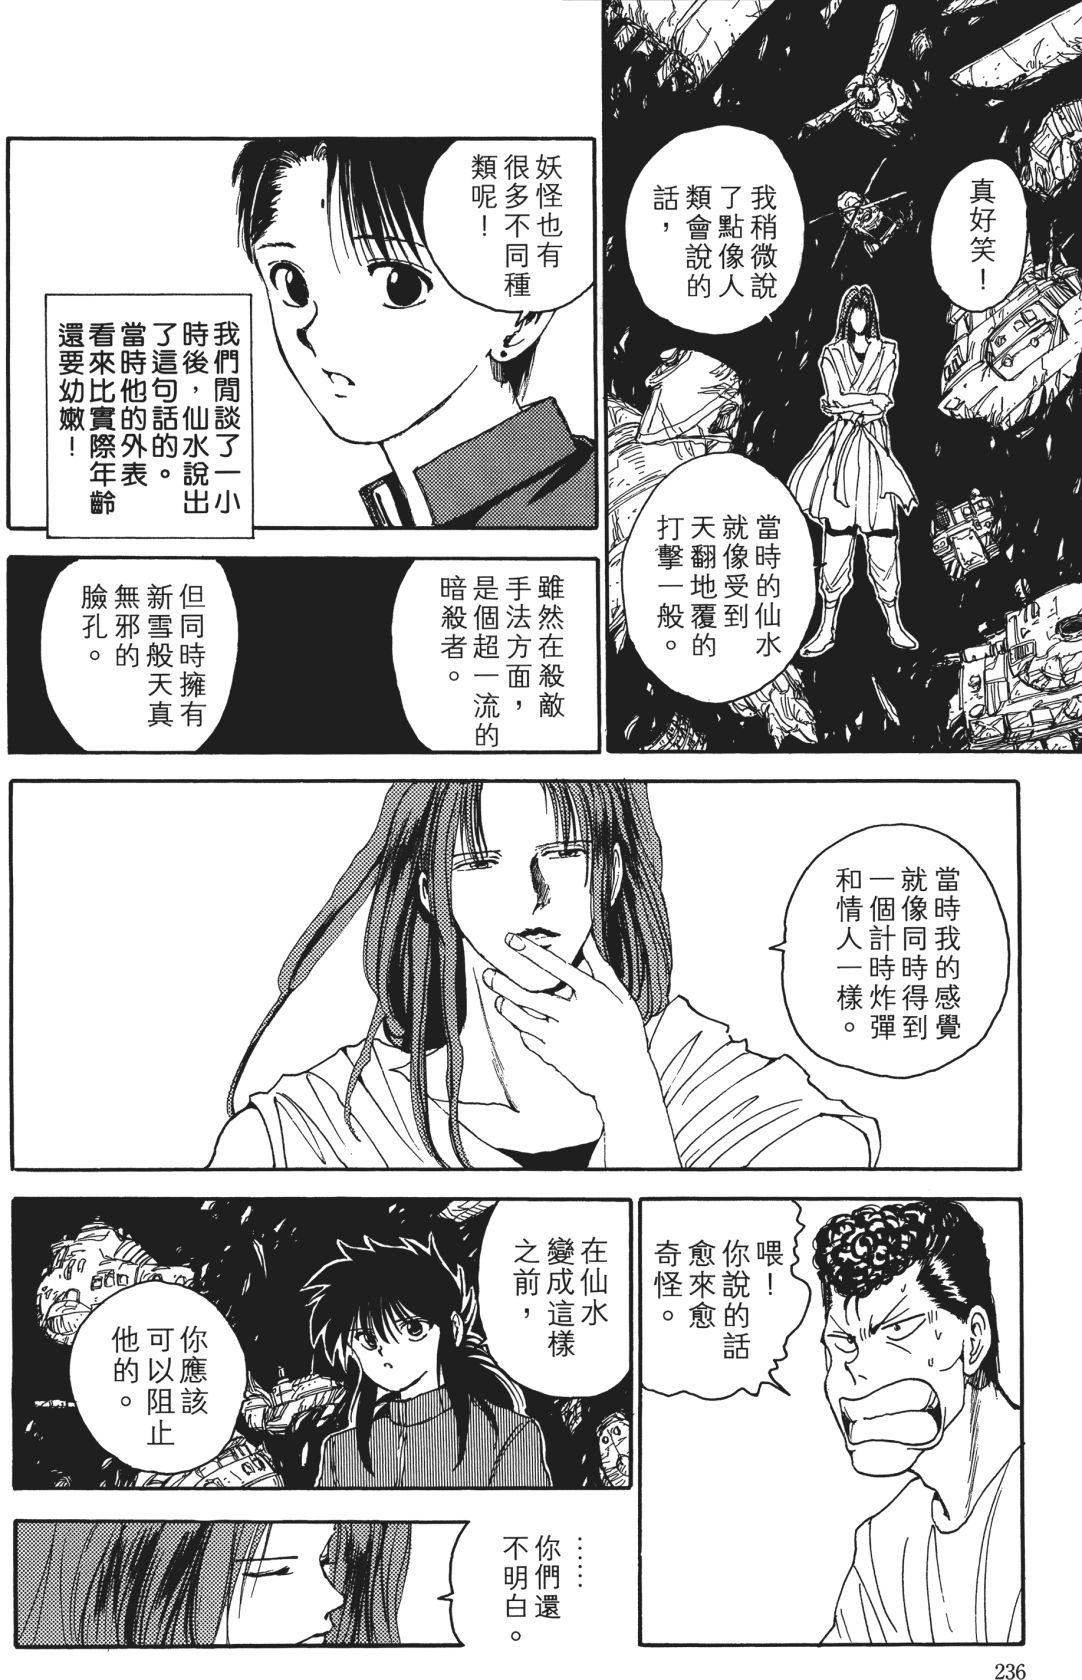 真好笑！
我稍微說
了點像人
類會說的
話，
當時的仙水
就像受到
天翻地覆的
打擊一般。
妖怪也有
很多不同種
類呢！
我們閒談了一小
時後，仙水說出
了這句話的。
當時他的外表
看來比實際年齡
還要幼嫩！
雖然在殺敵
手法方面，
是個超一流的
暗殺者。
但同時擁有
新雪般天真
無邪的
臉孔。
當時我的感覺
就像同時得到
一個計時炸彈
和情人一樣。
喂！
你說的話
愈來愈
奇怪。
在仙水
變成這樣
之前，
你應該
可以阻止
他的。
……
你們還
不明白。
236